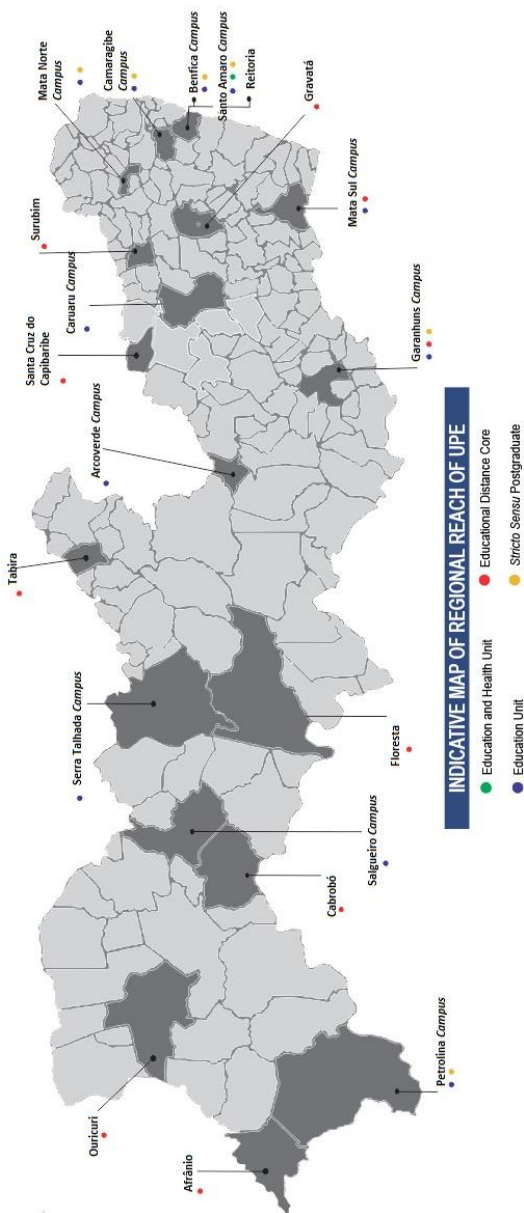 Mata Norte
Campus
Camaragibe
Campus
Benfica Campus
Santo Amaro Campus
Reitoria
Gravatá
Mata Sul Campus
Surubim
Caruaru Campus
Santa Cruz do
Capibaribe
Garanhuns Campus
Arcoverde Campus
Tabira
Serra Talhada Campus
Floresta
Salgueiro Campus
Cabrobó
Ouricuri
Petrolina Campus
Afrânio
INDICATIVE MAP OF REGIONAL REACH OF UPE
Education and Health Unit
Educational Distance Core
Education Unit
Stricto Sensu Postgraduate